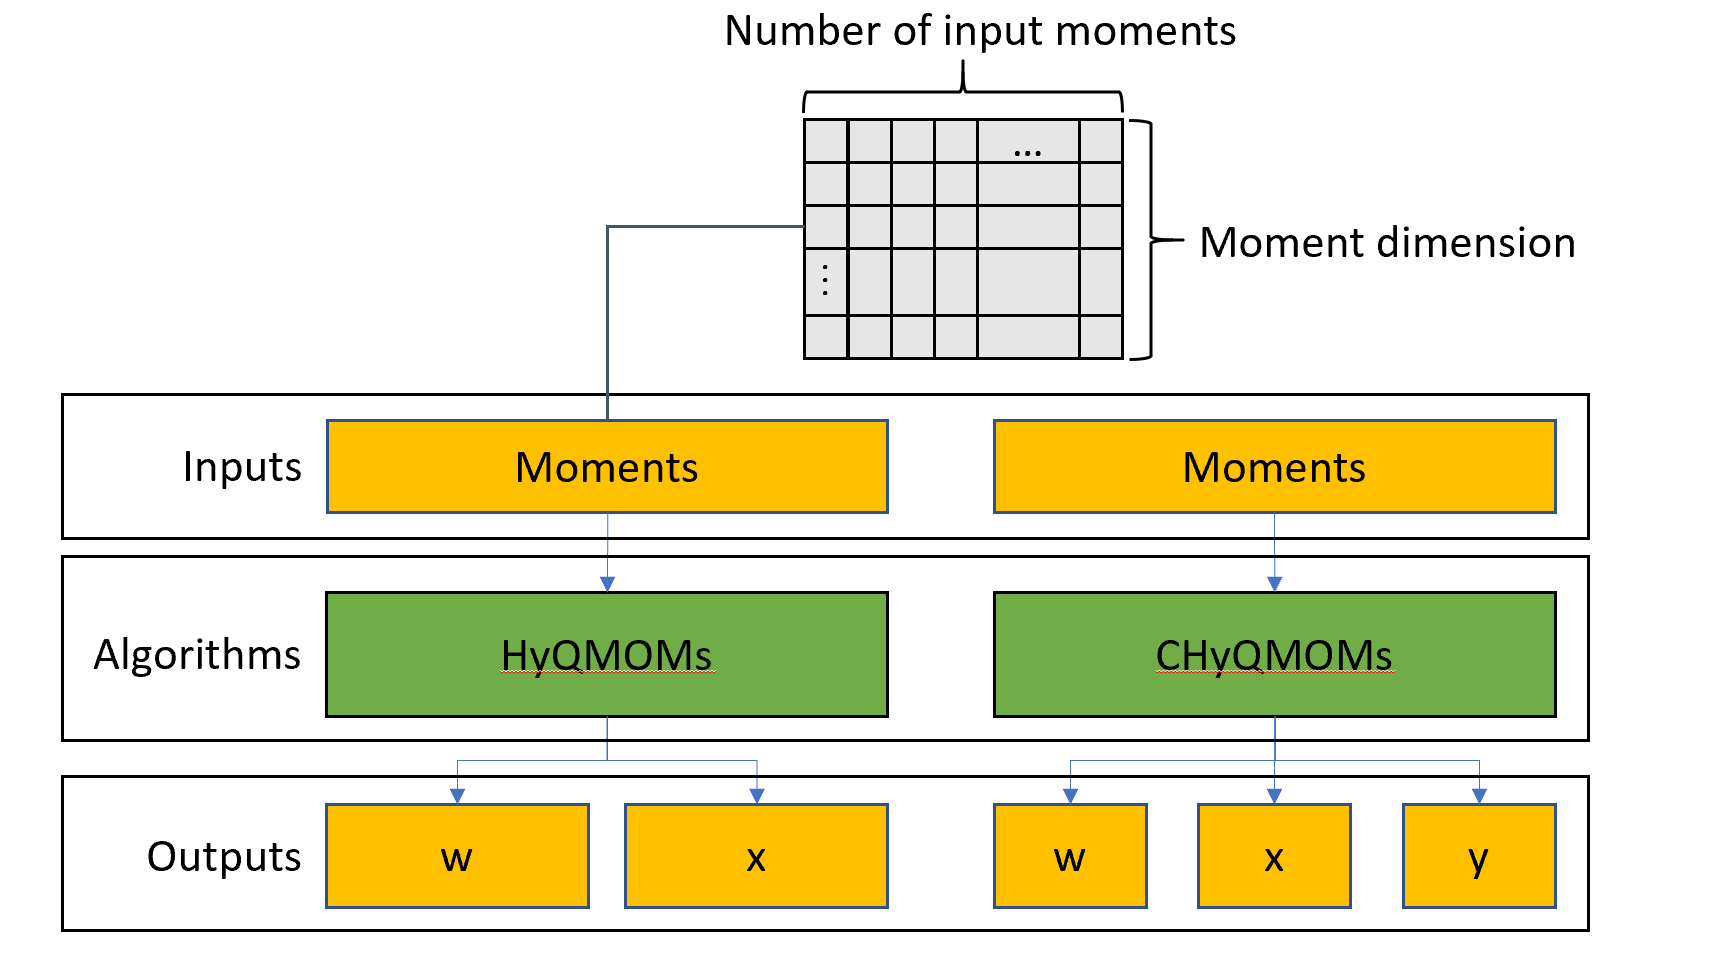 Number of input moments
...
Moment dimension
⋮
Inputs
Moments
Moments
Algorithms
HyQMOMs
CHyQMOMs
Outputs
w
x
w
x
y